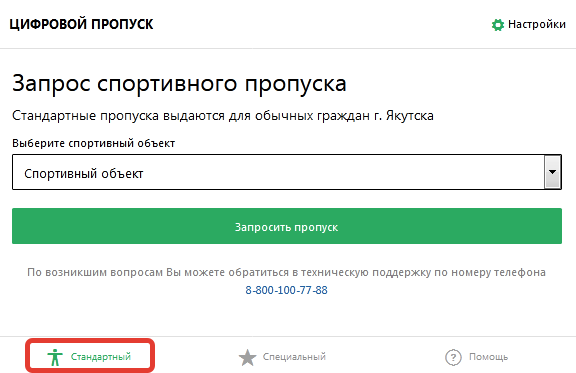 ЦИФРОВОЙ ПРОПУСК
Настройки
Запрос спортивного пропуска
Стандартные пропуска выдаются для обычных граждан г. Якутска
Выберите спортивный объект
Спортивный объект
Запросить пропуск
По возникшим вопросам Вы можете обратиться в техническую поддержку по номеру телефона
8-800-100-77-88
Стандартный
Специальный
Помощь